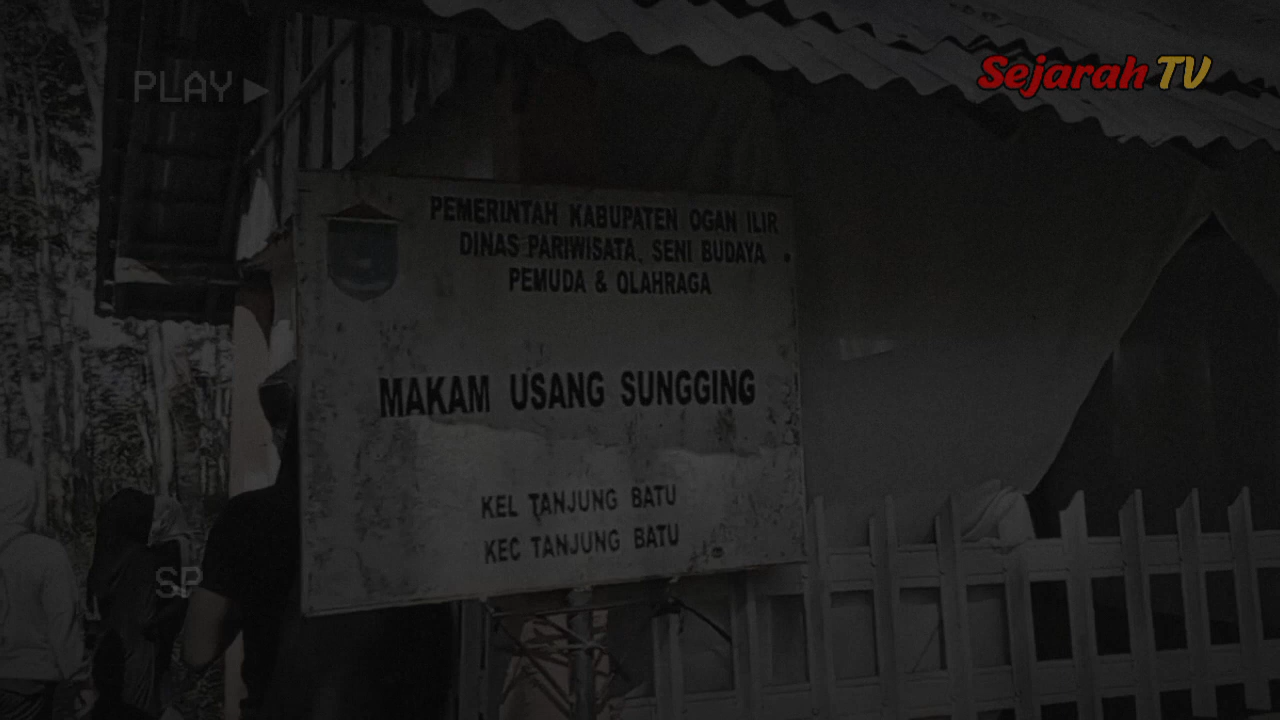 PLAY
Sejarah TV
PEMERINTAH KABUPATEN OGAN ILIR
DINAS PARIWISATA, SENI BUDAYA
PEMUDA & OLAHRAGA
MAKAM USANG SUNGGING
KEL TANJUNG BATU
KEC TANJUNG BATU
SP